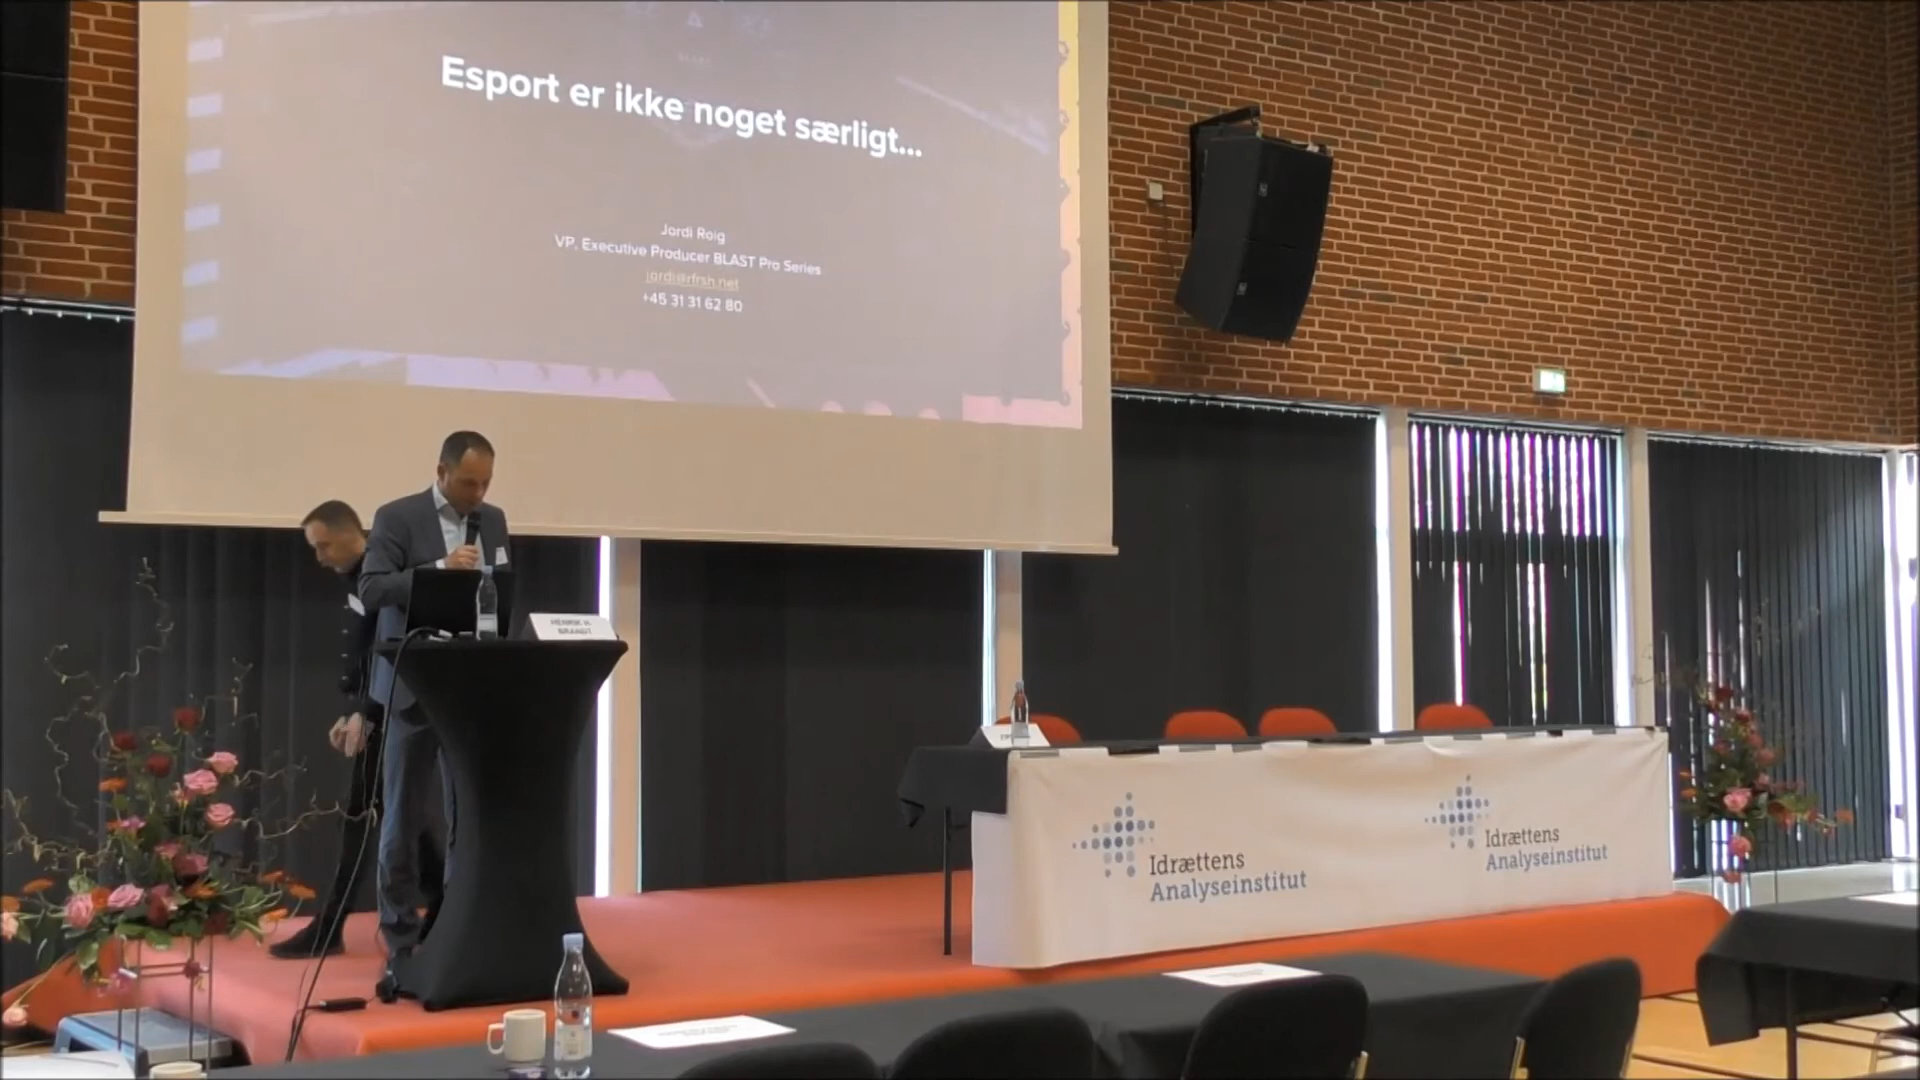 Esport er ikke noget særligt...
Jordi Roig
VP, Executive Producer BLAST Pro Series
jordi@rfrsh.net
+45 31 31 62 80
HENRIK H.
BRANDT
Idrættens
Analyseinstitut
Idrættens
Analyseinstitut